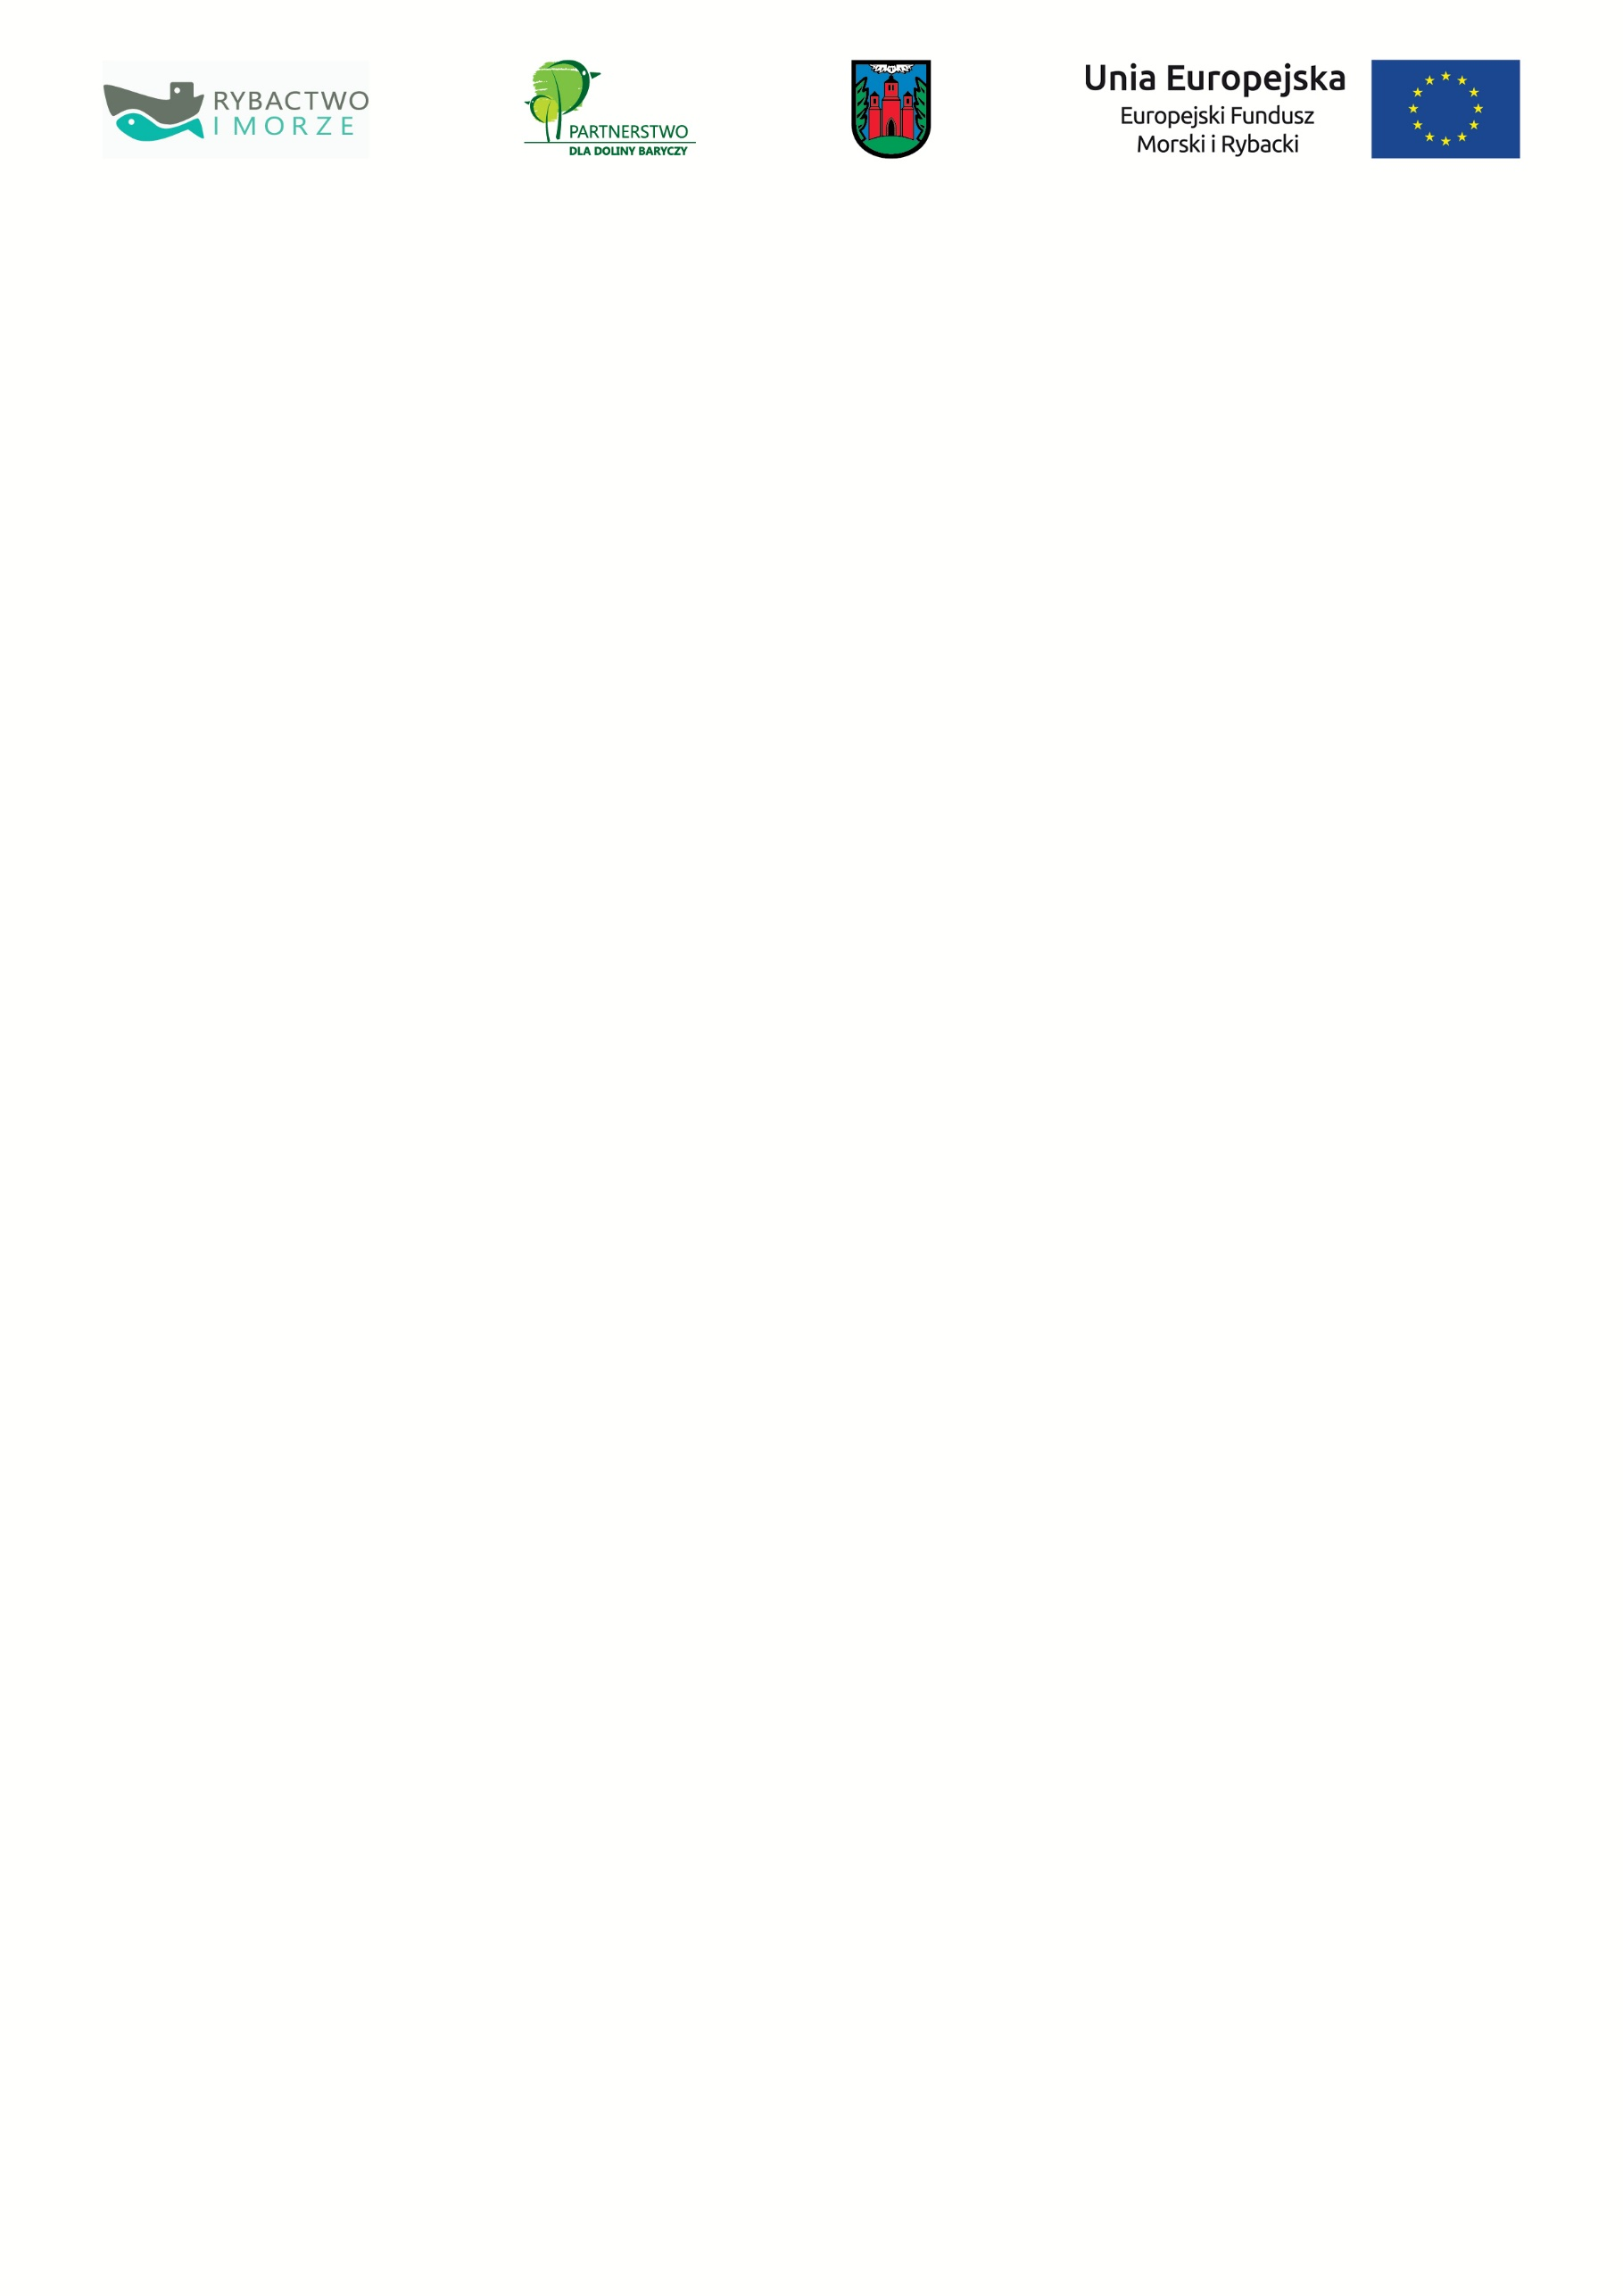 RYBACTWO
I MORZE
PARTNERSTWO
DLA DOLINY BARYCZY
Unia Europejska
Europejski Fundusz
Morski i Rybacki